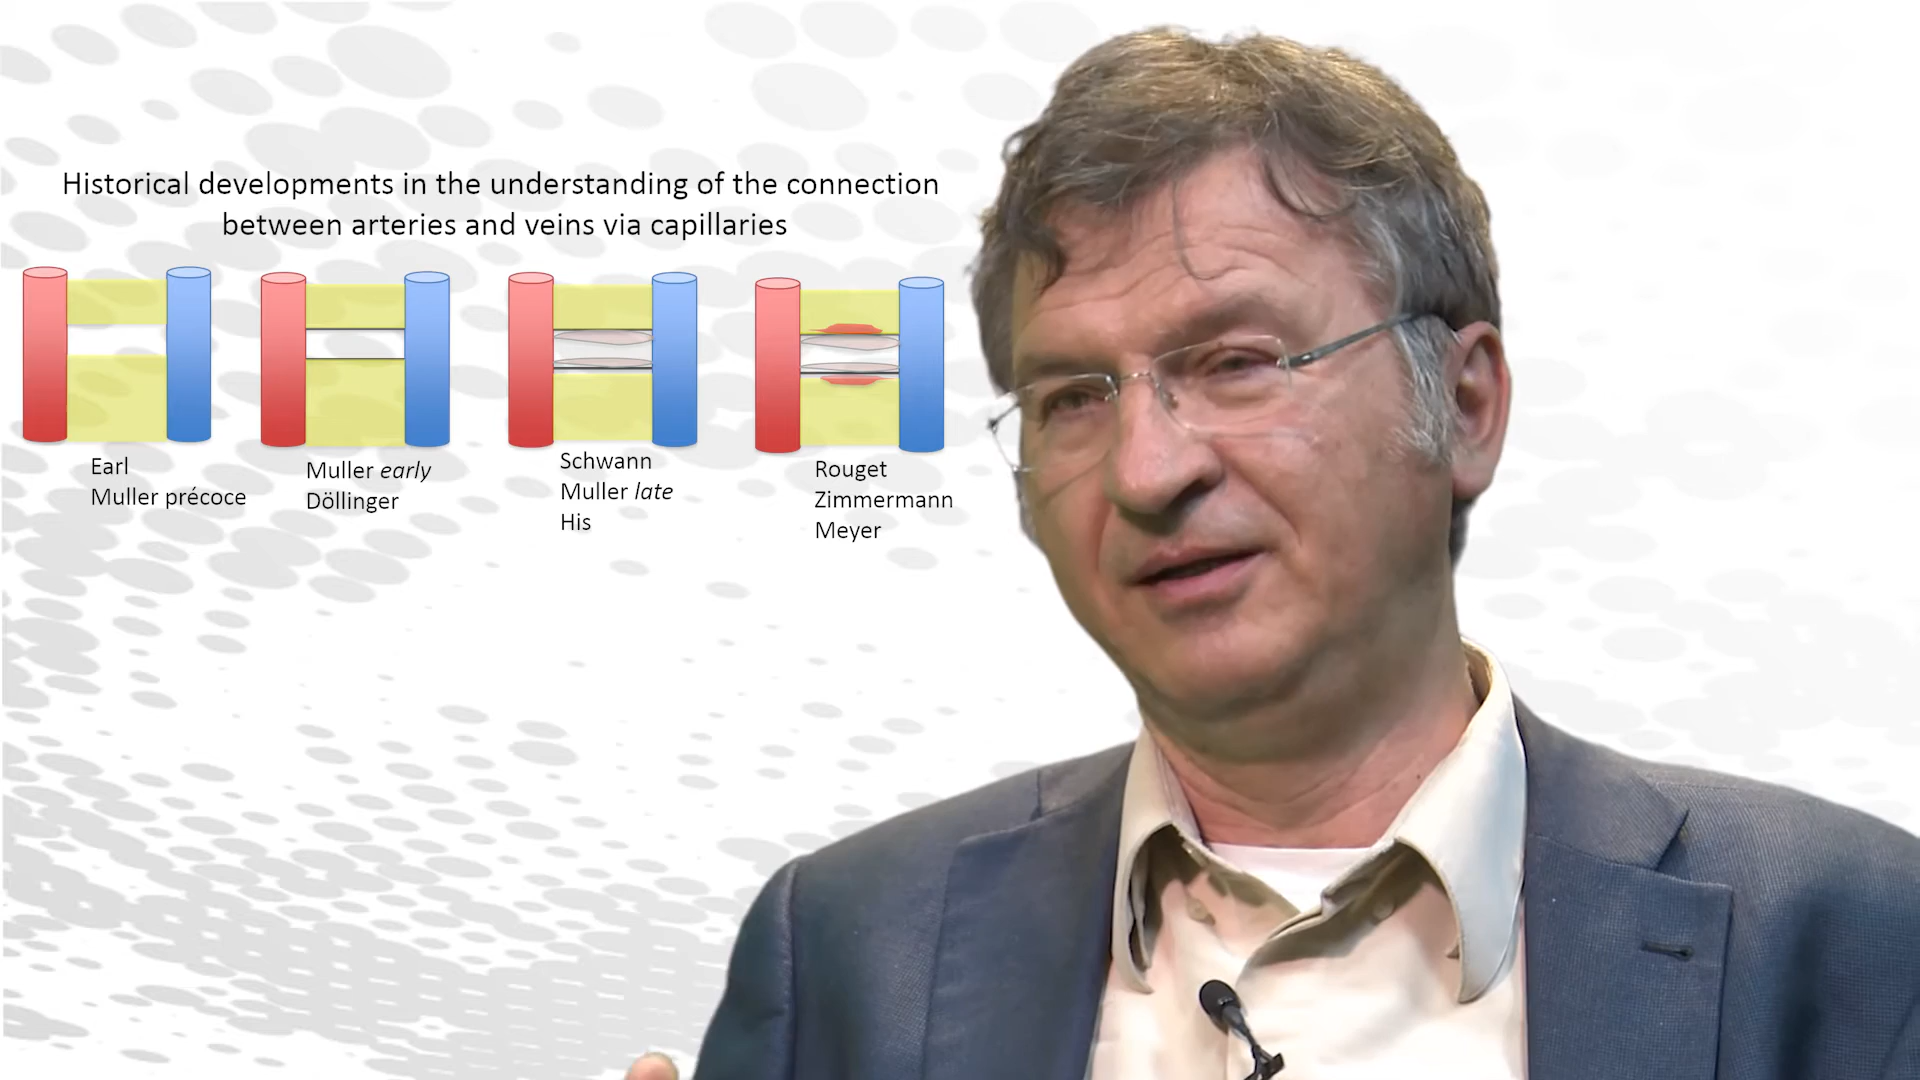 Historical developments in the understanding of the connection
between arteries and veins via capillaries
Earl
Muller précoce
Muller early
Döllinger
Schwann
Muller late
His
Rouget
Zimmermann
Meyer